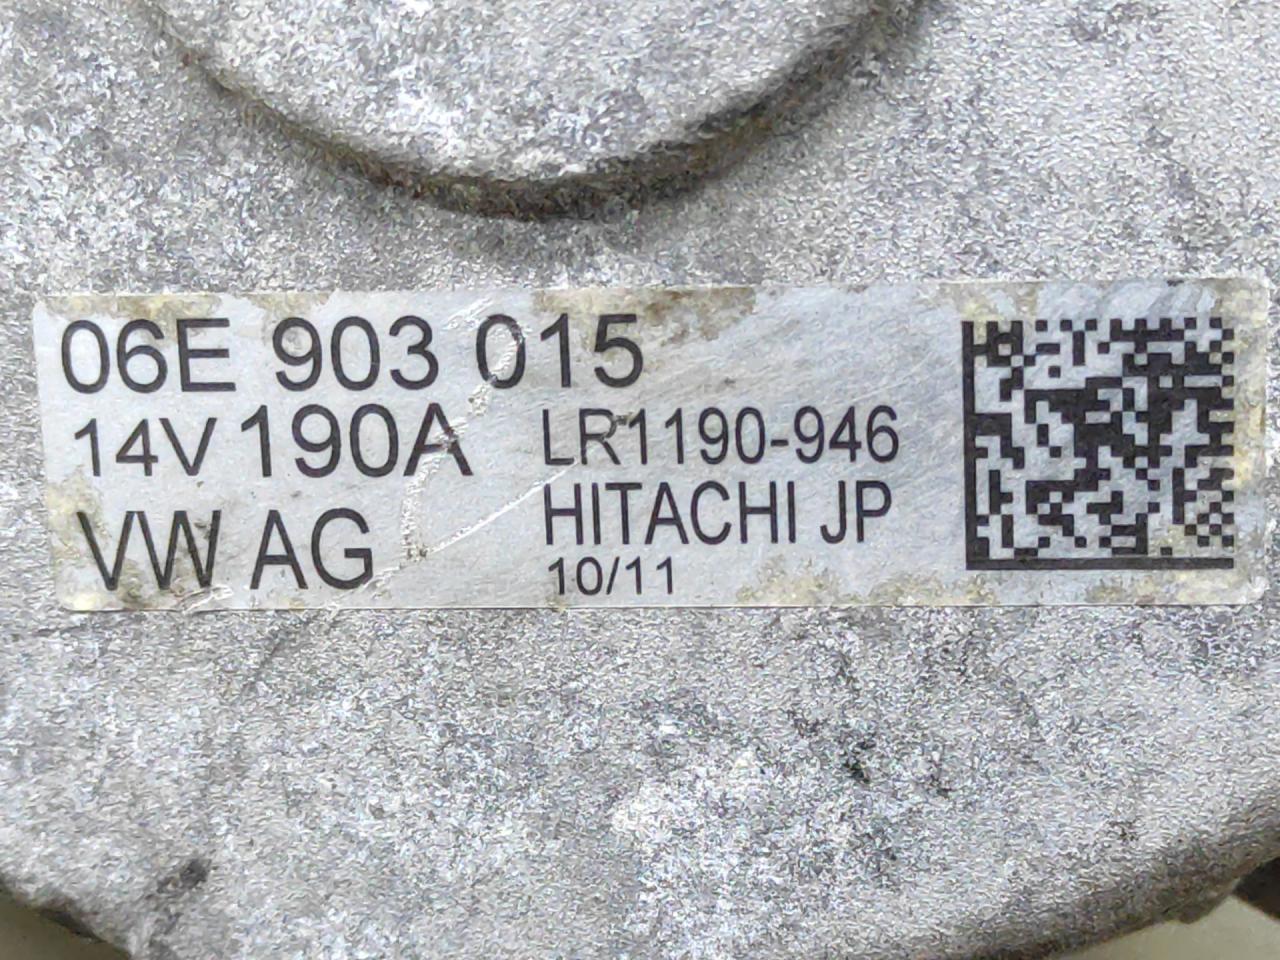 06E 903 015
14V 190A LR1190-946
VW AG HITACHI JP
10/11